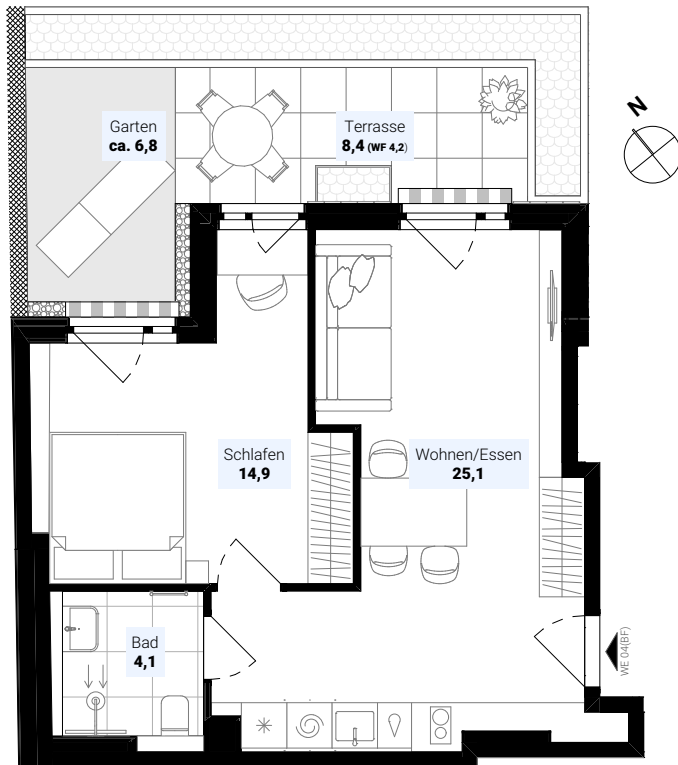 N
Garten
ca. 6,8
Terrasse
8,4 (WF 4,2)
Schlafen
14,9
Wohnen/Essen
25,1
Bad
4,1
WE 04(BF)